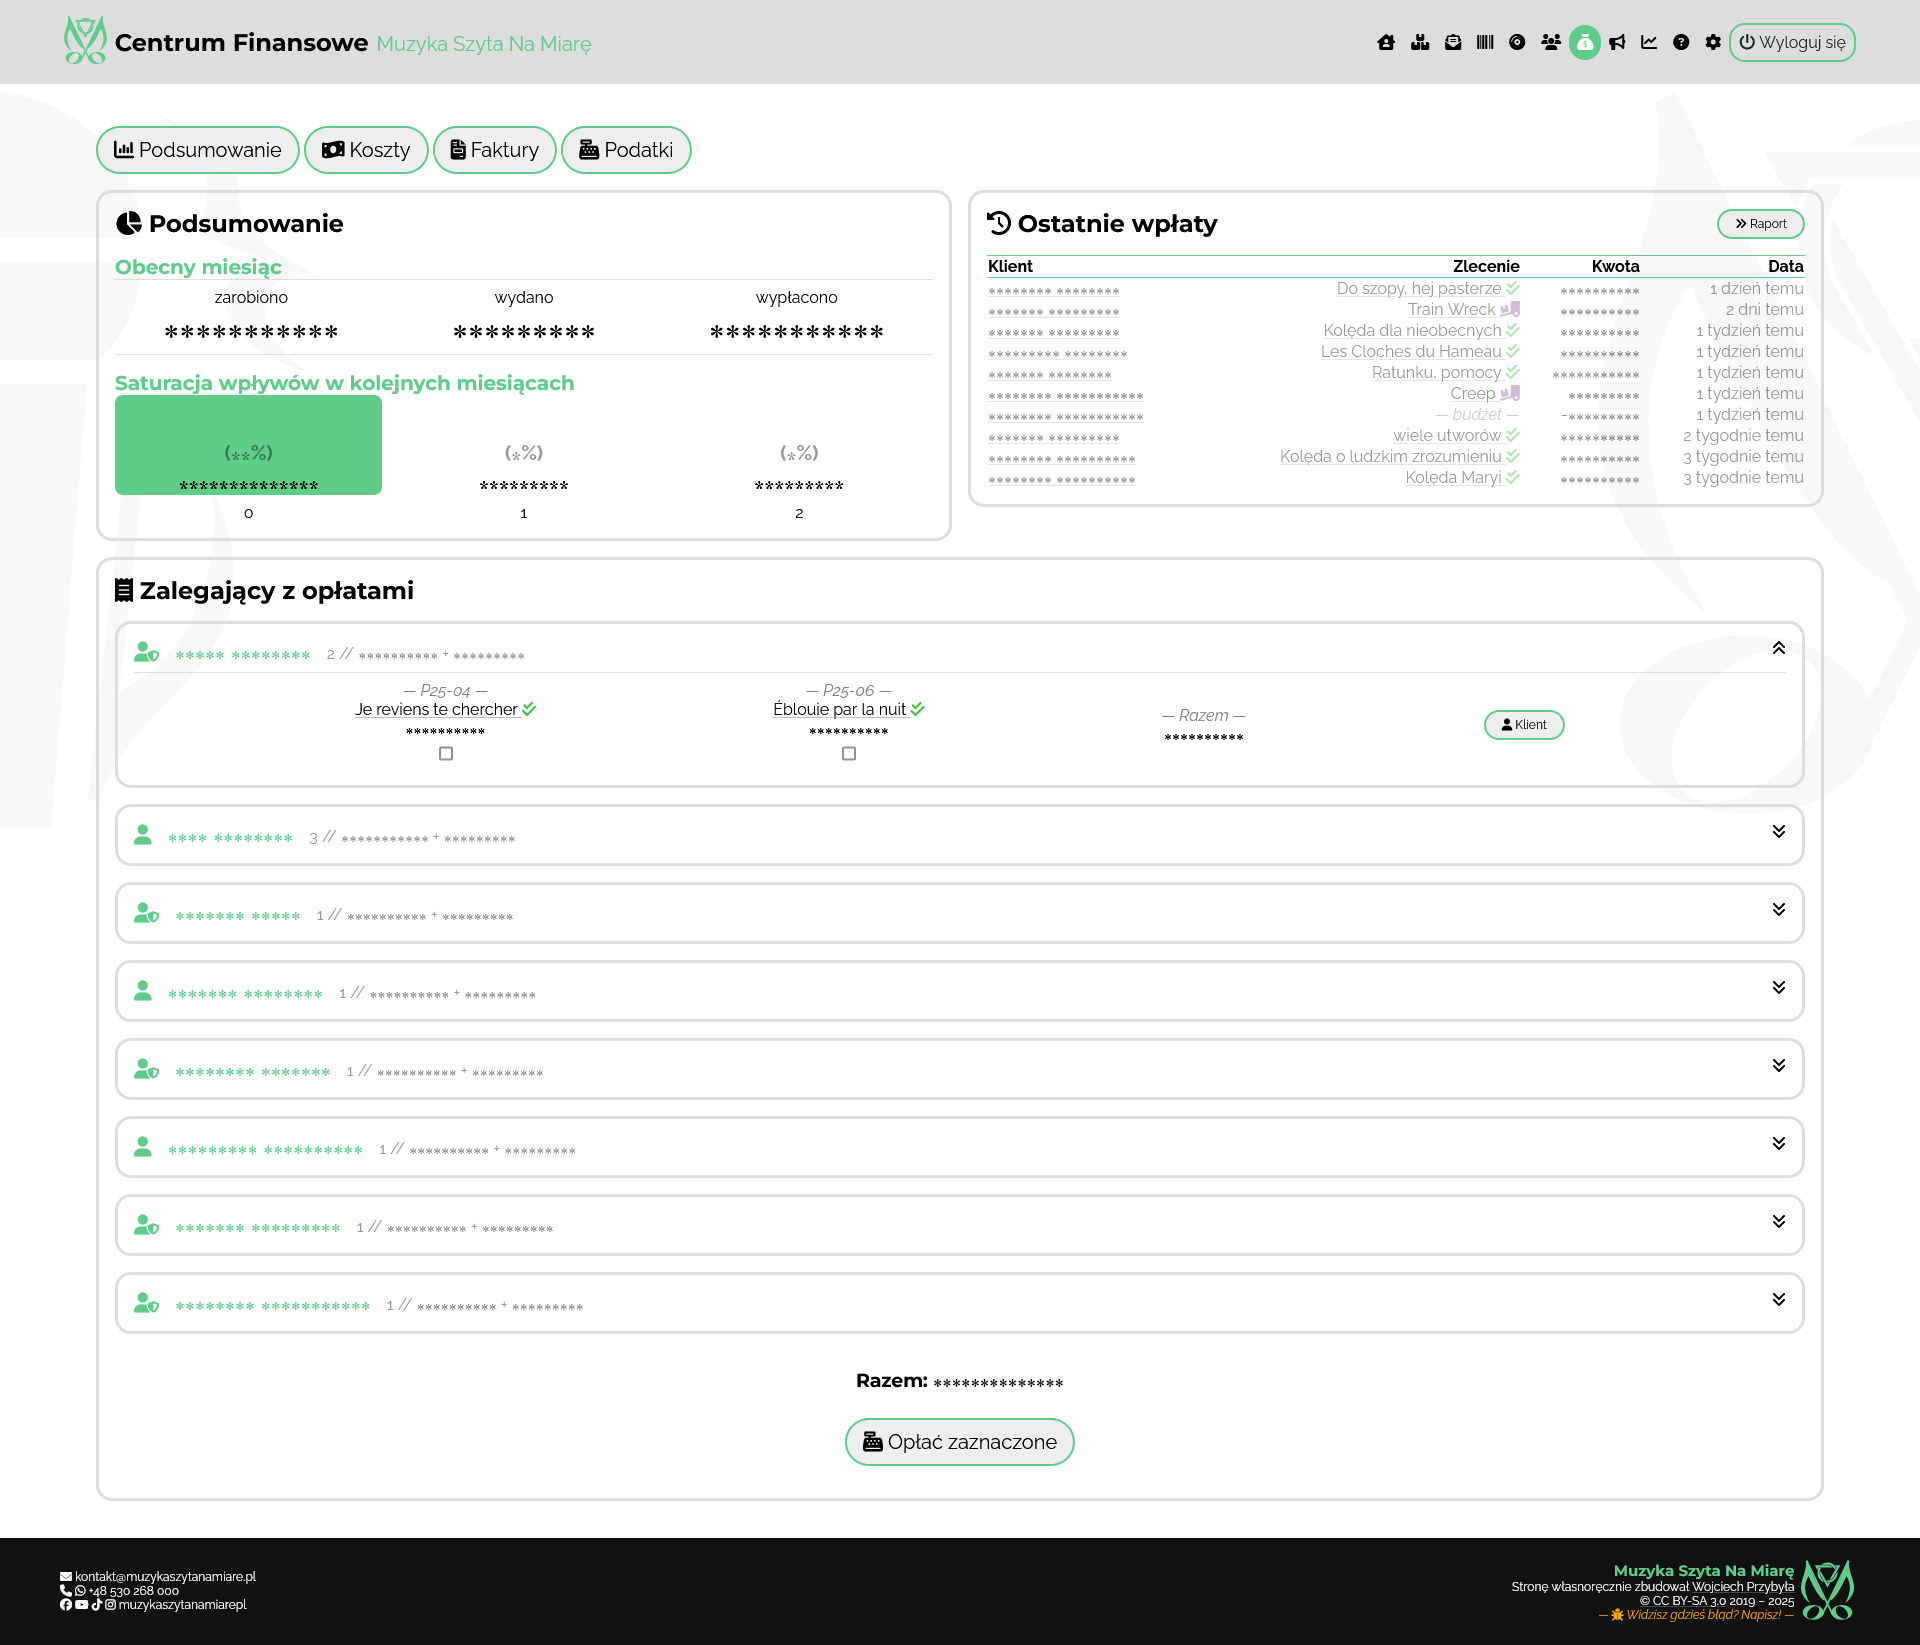 Centrum Finansowe Muzyka Szyta Na Miarę
Wyloguj się
Podsumowanie Koszty Faktury Podatki
Podsumowanie
Obecny miesiąc
zarobiono wydano wypłacono
*********** ********* ***********
Saturacja wpływów w kolejnych miesiącach
(**%) (*%) (*%)
************** ********* *********
0 1 2
Ostatnie wpłaty
Raport
Klient Zlecenie Kwota Data
******** ******** Do szopy, hej pasterze ********** 1 dzień temu
******* ********* Train Wreck ********** 2 dni temu
******* ********* Kolęda dla nieobecnych ********** 1 tydzień temu
********* ******** Les Cloches du Hameau ********** 1 tydzień temu
******* ******** Ratunku, pomocy *********** 1 tydzień temu
******** *********** Creep ********* 1 tydzień temu
******** *********** — budżet — -********* 1 tydzień temu
******* ********* wiele utworów ********** 2 tygodnie temu
******** ********** Kolęda o ludzkim zrozumieniu ********** 3 tygodnie temu
******** ********** Kolęda Maryi ********** 3 tygodnie temu
Zalegający z opłatami
***** ******** 2 // ********** + *********
— P25-04 — — P25-06 —
Je reviens te chercher Éblouie par la nuit — Razem — Klient
********** ********** **********
**** ******** 3 // *********** + *********
******* ***** 1 // ********** + *********
******* ******** 1 // ********** + *********
******** ******* 1 // ********** + *********
********* ********** 1 // ********** + *********
******* ********* 1 // ********** + *********
******** *********** 1 // ********** + *********
Razem: **************
Opłać zaznaczone
kontakt@muzykaszytanamiare.pl
+48 530 268 000
muzykaszytanamiarepl
Muzyka Szyta Na Miarę
Stronę własnoręcznie zbudował Wojciech Przybyła
© CC BY-SA 3.0 2019 – 2025
— Widzisz gdzieś błąd? Napisz! —